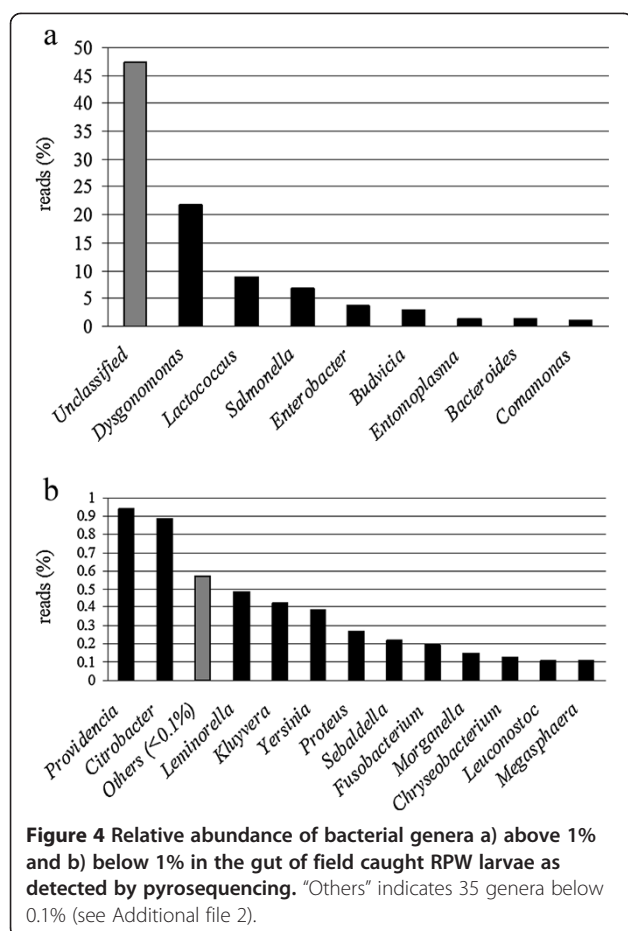 a
50
45
40
35
30
25
20
15
10
5
0
reads (%)
Unclassified
Dysgonomonas
Lactococcus
Salmonella
Enterobacter
Budvicia
Entomoplasma
Bacteroides
Comamonas
b
1
0.9
0.8
0.7
0.6
0.5
0.4
0.3
0.2
0.1
0
reads (%)
Providencia
Citrobacter
Others (<0.1%)
Leminorella
Kluyvera
Yersinia
Proteus
Sebaldella
Fusobacterium
Morganella
Chryseobacterium
Leuconostoc
Megasphaera
Figure 4 Relative abundance of bacterial genera a) above 1%
and b) below 1% in the gut of field caught RPW larvae as
detected by pyrosequencing. "Others" indicates 35 genera below
0.1% (see Additional file 2).